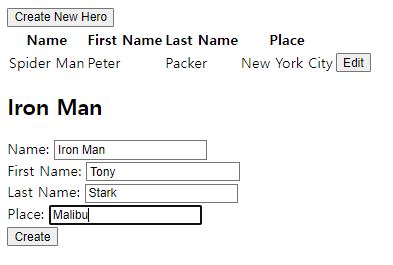 Create New Hero
Name First Name Last Name Place
Spider Man Peter Packer New York City Edit
Iron Man
Name: Iron Man
First Name: Tony
Last Name: Stark
Place: Malibu
Create